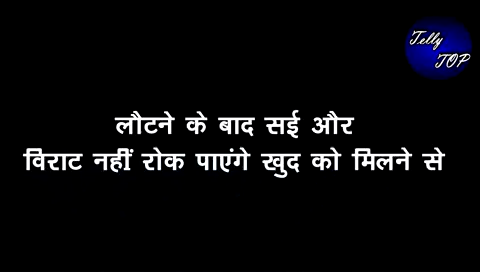 Telly
TOP
लौटने के बाद सई और
विराट नहीं रोक पाएंगे खुद को मिलने से